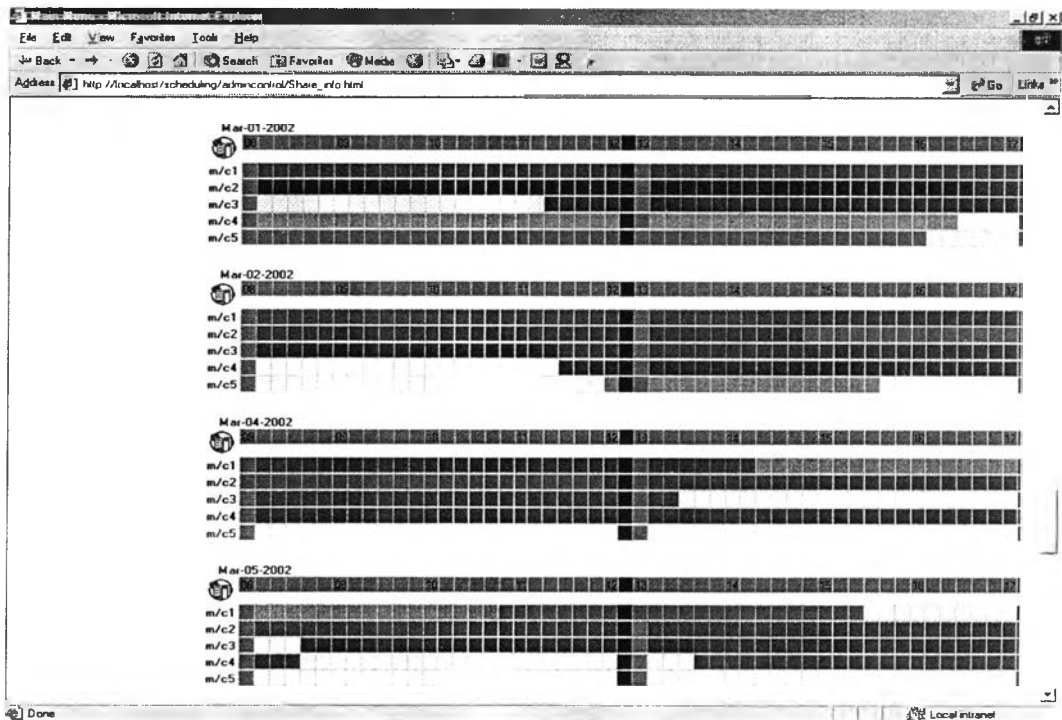 Main Menu - Microsoft Internet Explorer
File Edit View Favorites Tools Help
Back Search Favorites Media
Address http://localhost/scheduling/admincontrol/Share_info.html Go Links »
Mar-01-2002
08 09 10 11 12 13 14 15 16 17
m/c1
m/c2
m/c3
m/c4
m/c5
Mar-02-2002
08 09 10 11 12 13 14 15 16 17
m/c1
m/c2
m/c3
m/c4
m/c5
Mar-04-2002
08 09 10 11 12 13 14 15 16 17
m/c1
m/c2
m/c3
m/c4
m/c5
Mar-05-2002
08 09 10 11 12 13 14 15 16 17
m/c1
m/c2
m/c3
m/c4
m/c5
Done Local intranet